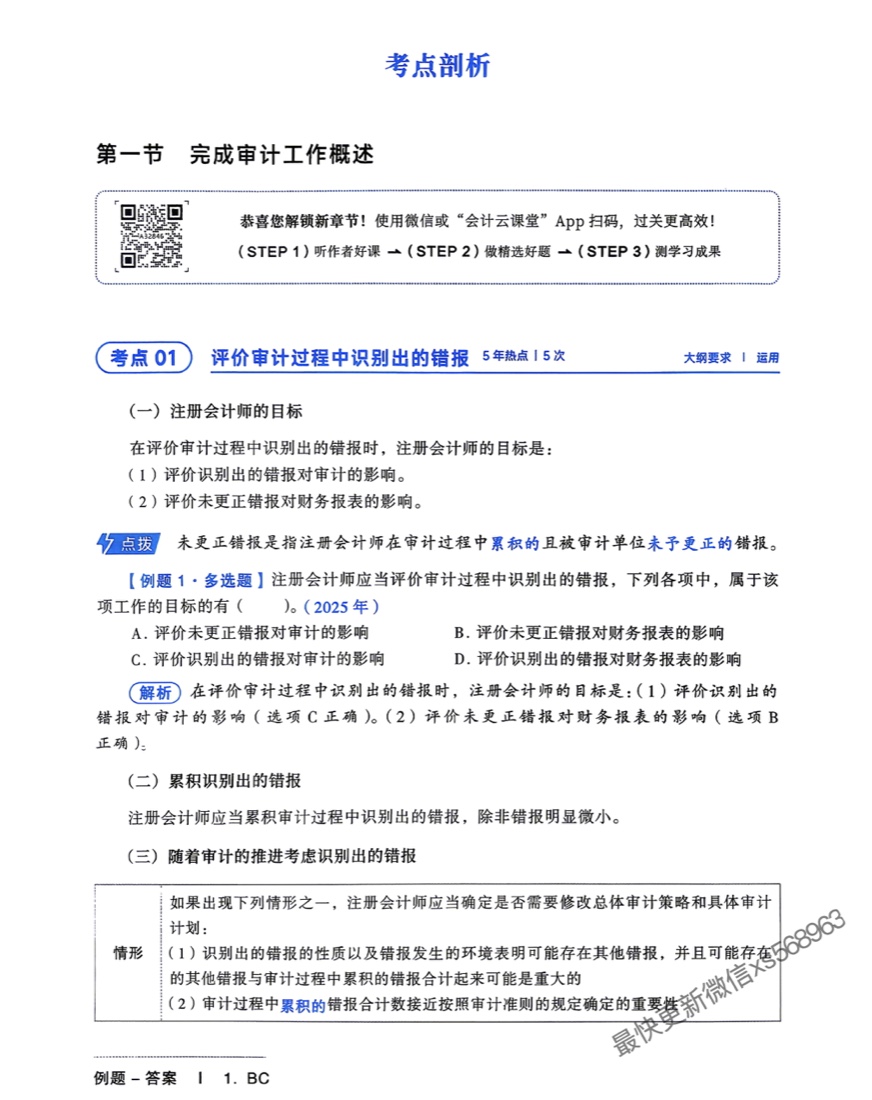 考点剖析
第一节 完成审计工作概述
恭喜您解锁新章节！使用微信或“会计云课堂”App 扫码，过关更高效！
（STEP 1）听作者好课 ⇀（STEP 2）做精选好题 ⇀（STEP 3）测学习成果
考点 01 评价审计过程中识别出的错报 5 年热点 | 5 次 大纲要求 | 运用
（一）注册会计师的目标
在评价审计过程中识别出的错报时，注册会计师的目标是：
（1）评价识别出的错报对审计的影响。
（2）评价未更正错报对财务报表的影响。
点拨 未更正错报是指注册会计师在审计过程中累积的且被审计单位未予更正的错报。
【例题 1·多选题】注册会计师应当评价审计过程中识别出的错报，下列各项中，属于该
项工作的目标的有（ ）。（2025 年）
A. 评价未更正错报对审计的影响 B. 评价未更正错报对财务报表的影响
C. 评价识别出的错报对审计的影响 D. 评价识别出的错报对财务报表的影响
解析 在评价审计过程中识别出的错报时，注册会计师的目标是：（1）评价识别出的
错报对审计的影响（选项 C 正确）。（2）评价未更正错报对财务报表的影响（选项 B
正确）。
（二）累积识别出的错报
注册会计师应当累积审计过程中识别出的错报，除非错报明显微小。
（三）随着审计的推进考虑识别出的错报
如果出现下列情形之一，注册会计师应当确定是否需要修改总体审计策略和具体审计
计划：
情形 （1）识别出的错报的性质以及错报发生的环境表明可能存在其他错报，并且可能存在
的其他错报与审计过程中累积的错报合计起来可能是重大的
（2）审计过程中累积的错报合计数接近按照审计准则的规定确定的重要性
最快更新微信xs568963
例题 – 答案 | 1. BC